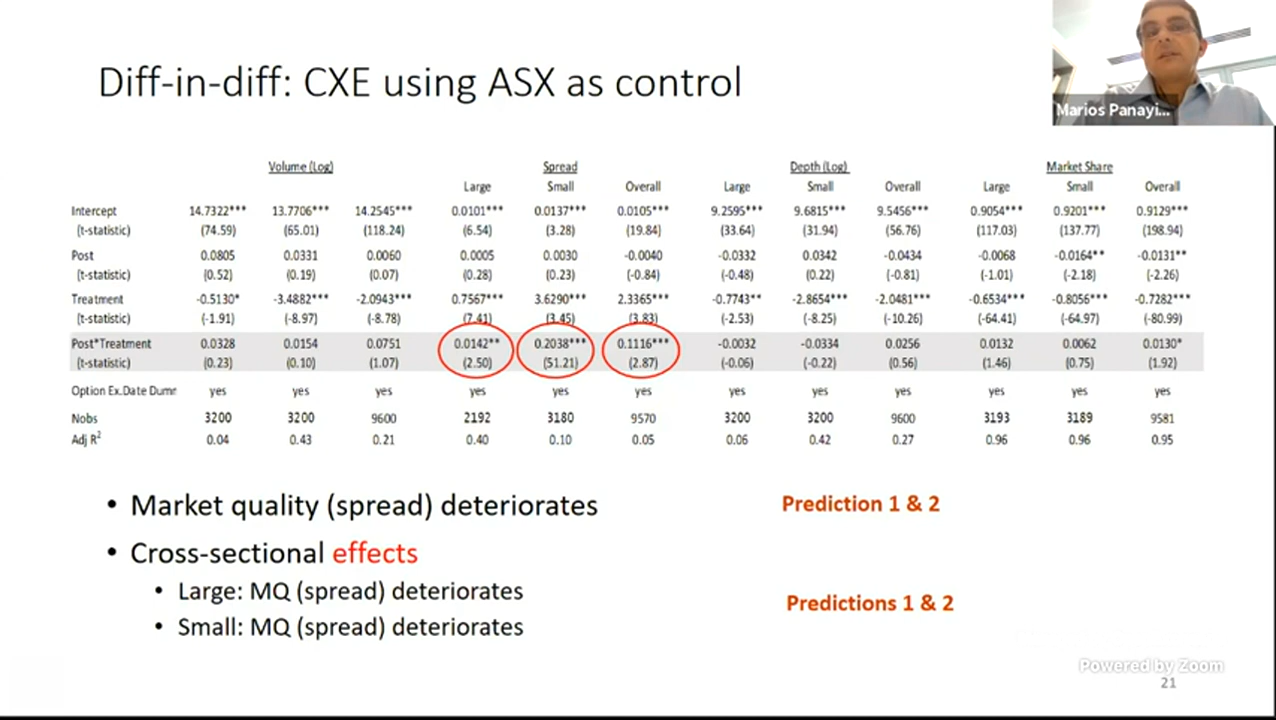 Diff-in-diff: CXE using ASX as control
Marios Panayi...
Volume (Log) Spread Depth (Log) Market Share
Large Small Overall Large Small Overall Large Small Overall
Intercept 14.7322*** 13.7706*** 14.2545*** 0.0101*** 0.0137*** 0.0105*** 9.2595*** 9.6815*** 9.5456*** 0.9054*** 0.9201*** 0.9129***
(t-statistic) (74.59) (65.01) (118.24) (6.54) (3.28) (19.84) (33.64) (31.94) (56.76) (117.03) (137.77) (198.94)
Post 0.0805 0.0331 0.0060 0.0005 0.0030 -0.0040 -0.0332 0.0342 -0.0434 -0.0068 -0.0164** -0.0131**
(t-statistic) (0.52) (0.19) (0.07) (0.28) (0.23) (-0.84) (-0.48) (0.22) (-0.81) (-1.01) (-2.18) (-2.26)
Treatment -0.5130* -3.4882*** -2.0943*** 0.7567*** 3.6290*** 2.3365*** -0.7743** -2.8654*** -2.0481*** -0.6534*** -0.8056*** -0.7282***
(t-statistic) (-1.91) (-8.97) (-8.78) (7.41) (3.45) (3.83) (-2.53) (-8.25) (-10.26) (-64.41) (-64.97) (-80.99)
Post*Treatment 0.0328 0.0154 0.0751 0.0142** 0.2038*** 0.1116*** -0.0032 -0.0334 0.0256 0.0132 0.0062 0.0130*
(t-statistic) (0.23) (0.10) (1.07) (2.50) (51.21) (2.87) (-0.06) (-0.22) (0.56) (1.46) (0.75) (1.92)
Option Ex.Date Dumm yes yes yes yes yes yes yes yes yes yes yes yes
Nobs 3200 3200 9600 2192 3180 9570 3200 3200 9600 3193 3189 9581
Adj R² 0.04 0.43 0.21 0.40 0.10 0.05 0.06 0.42 0.27 0.96 0.96 0.95
• Market quality (spread) deteriorates
Prediction 1 & 2
• Cross-sectional effects
• Large: MQ (spread) deteriorates
Predictions 1 & 2
• Small: MQ (spread) deteriorates
Powered by Zoom
21